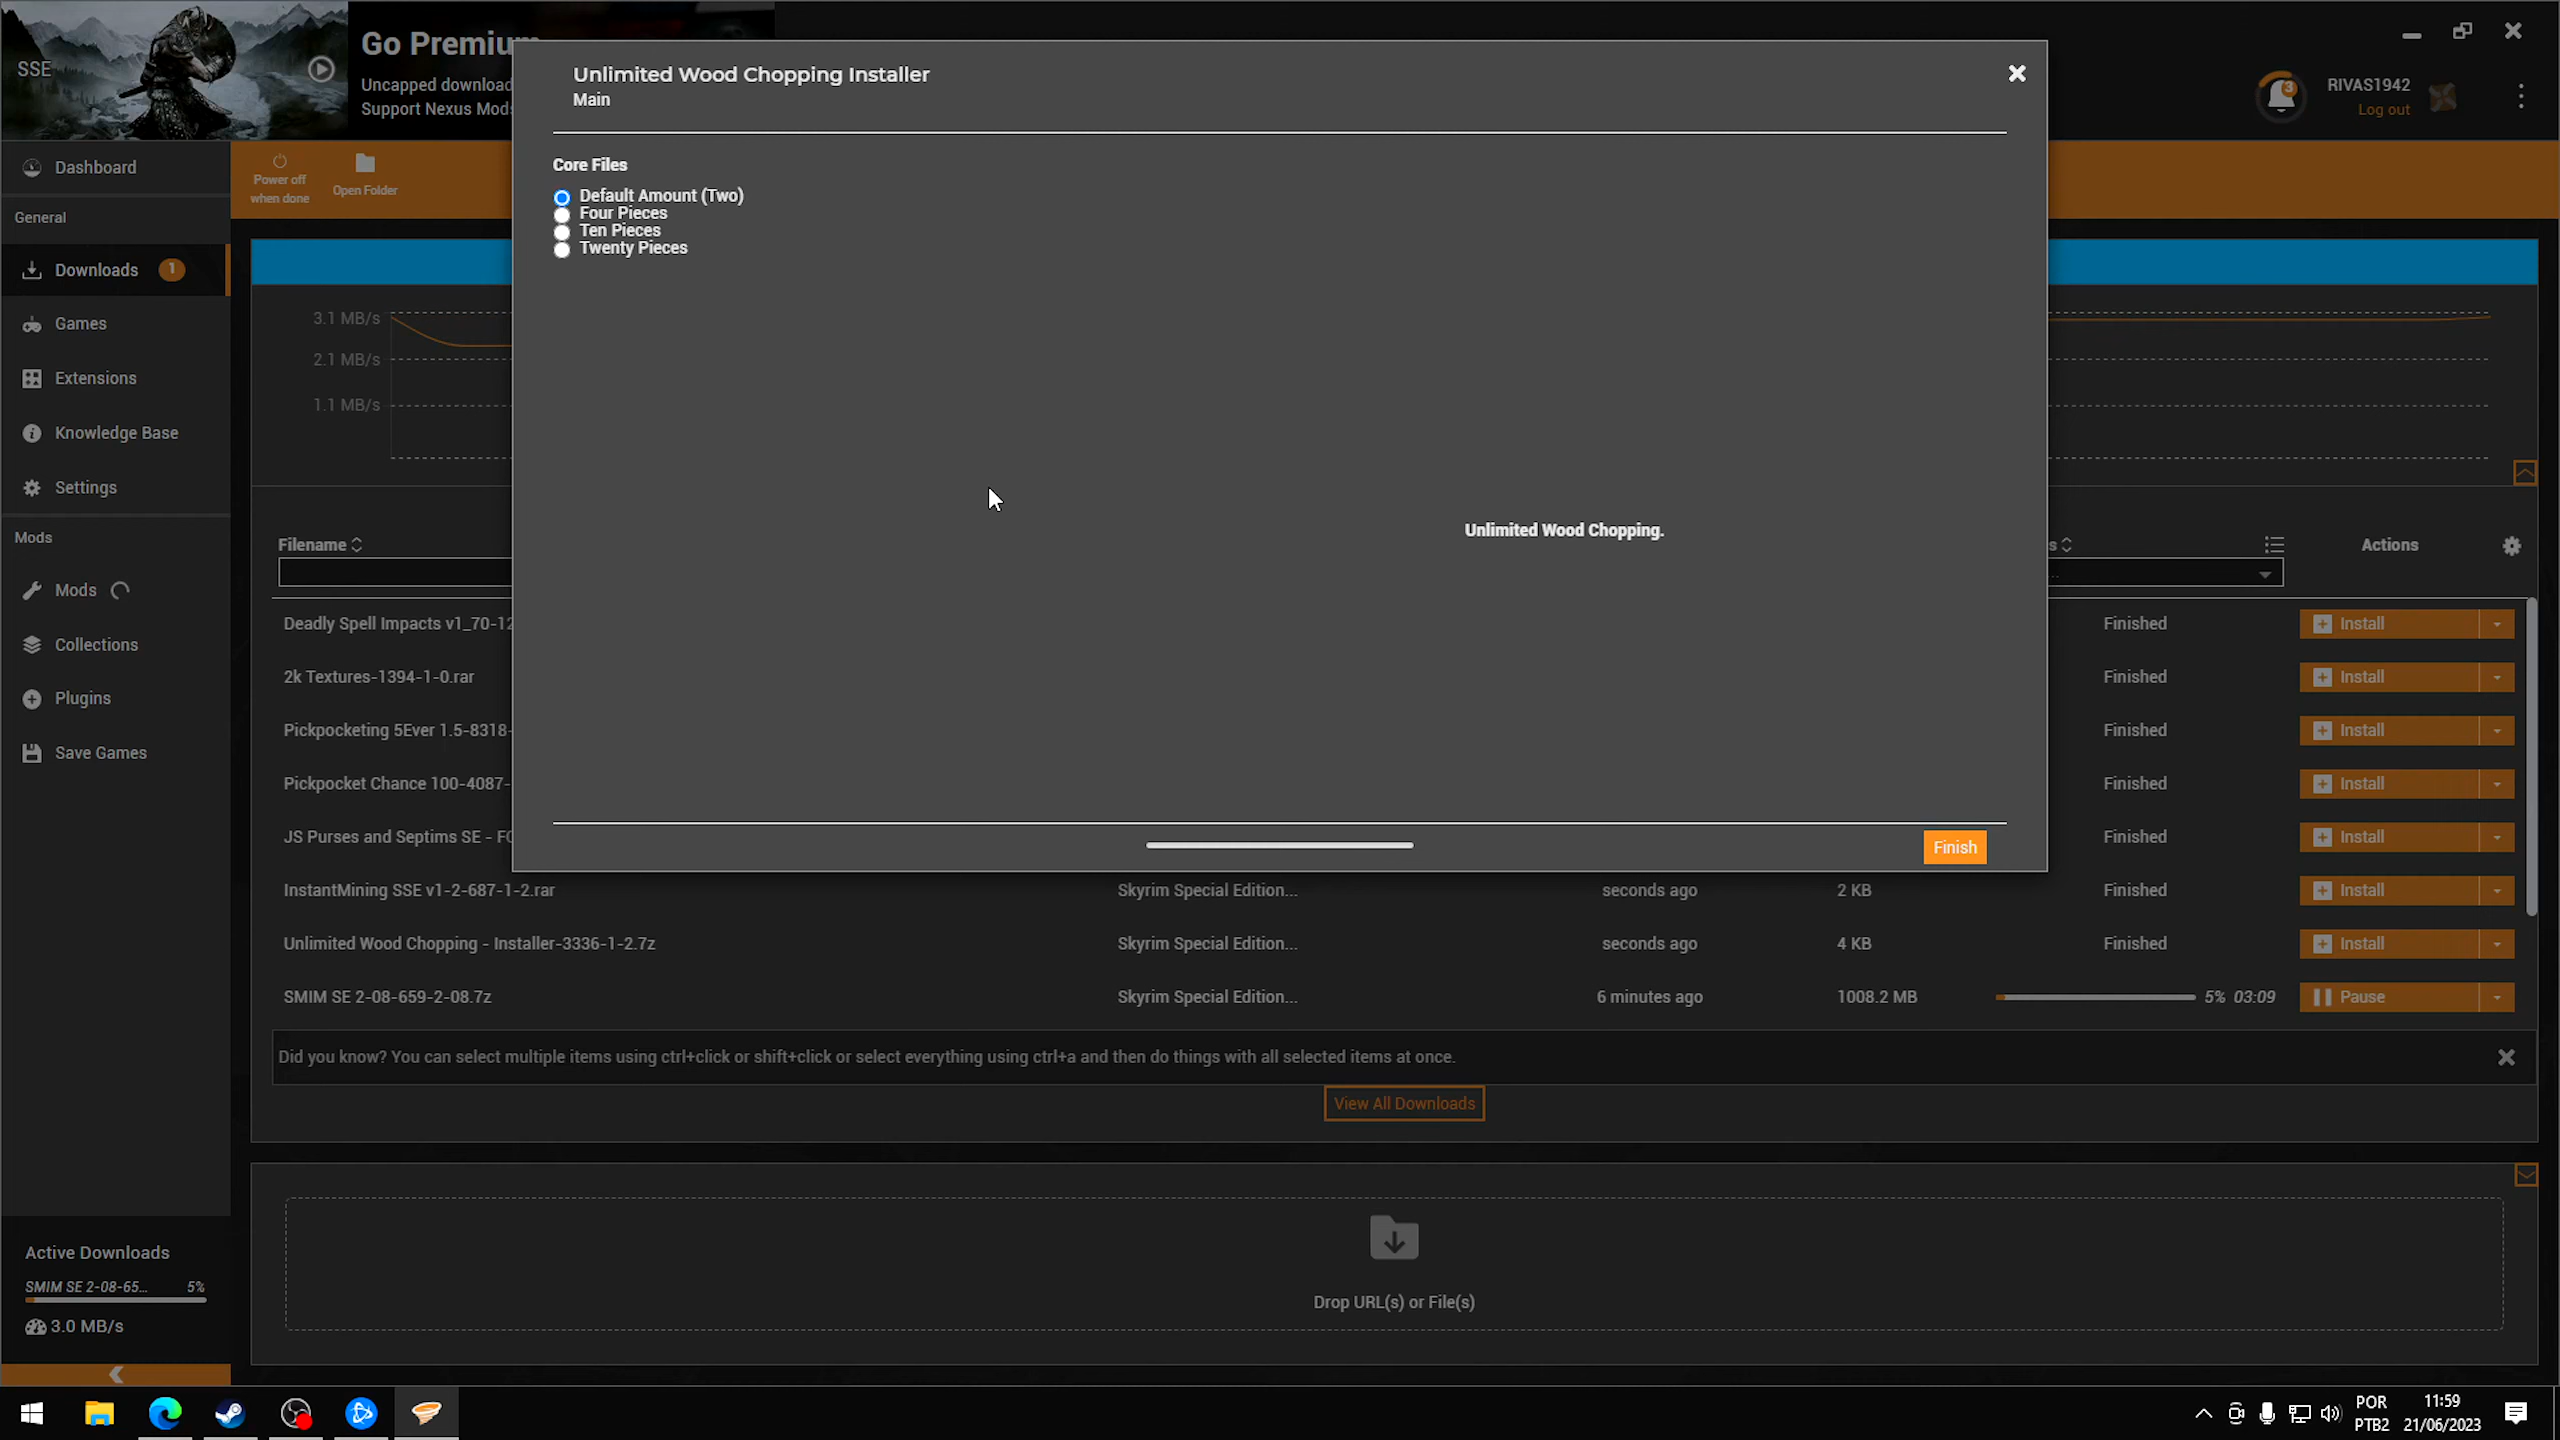 SSE
Go Premium
Uncapped download
Support Nexus Mods
RIVAS1942
Log out
3
Unlimited Wood Chopping Installer
Main
Core Files
Default Amount (Two)
Four Pieces
Ten Pieces
Twenty Pieces
Unlimited Wood Chopping.
Finish
Dashboard
General
Downloads 1
Games
Extensions
Knowledge Base
Settings
Mods
Mods
Collections
Plugins
Save Games
Power off
when done
Open Folder
3.1 MB/s
2.1 MB/s
1.1 MB/s
Filename
s
Actions
Deadly Spell Impacts v1_70-12 Finished Install
2k Textures-1394-1-0.rar Finished Install
Pickpocketing 5Ever 1.5-8318- Finished Install
Pickpocket Chance 100-4087- Finished Install
JS Purses and Septims SE - FO Finished Install
InstantMining SSE v1-2-687-1-2.rar Skyrim Special Edition... seconds ago 2 KB Finished Install
Unlimited Wood Chopping - Installer-3336-1-2.7z Skyrim Special Edition... seconds ago 4 KB Finished Install
SMIM SE 2-08-659-2-08.7z Skyrim Special Edition... 6 minutes ago 1008.2 MB 5% 03:09 Pause
Did you know? You can select multiple items using ctrl+click or shift+click or select everything using ctrl+a and then do things with all selected items at once.
View All Downloads
Drop URL(s) or File(s)
Active Downloads
SMIM SE 2-08-65... 5%
3.0 MB/s
POR
PTB2
11:59
21/06/2023